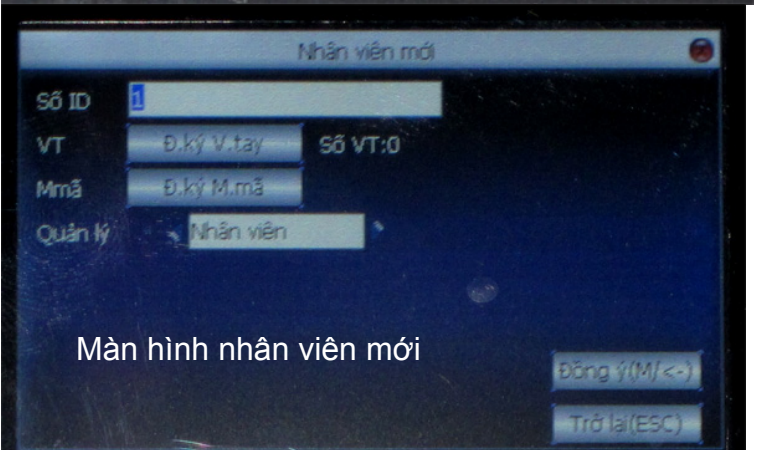 Nhân viên mới
Số ID 1
VT Đ.ký V.tay Số VT:0
Mmã Đ.ký M.mã
Quản lý Nhân viên
Màn hình nhân viên mới
Đồng ý(M/<-)
Trở lại(ESC)